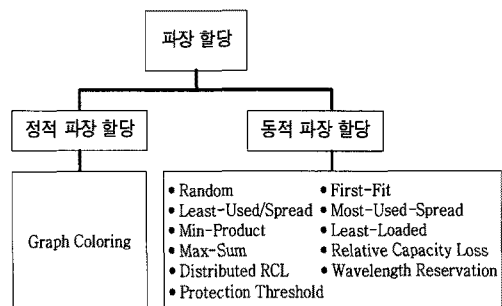 파장 할당
정적 파장 할당
동적 파장 할당
Graph Coloring
• Random
• Least-Used/Spread
• Min-Product
• Max-Sum
• Distributed RCL
• Protection Threshold
• First-Fit
• Most-Used-Spread
• Least-Loaded
• Relative Capacity Loss
• Wavelength Reservation